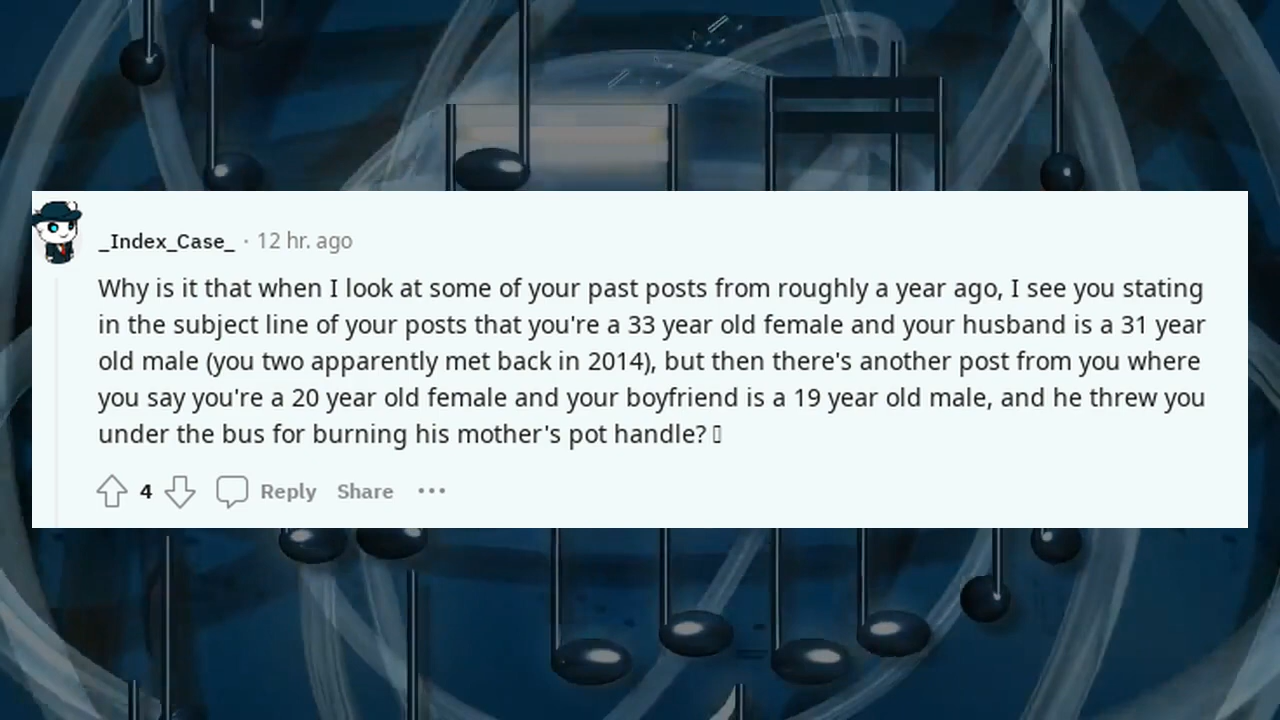 _Index_Case_ · 12 hr. ago
Why is it that when I look at some of your past posts from roughly a year ago, I see you stating
in the subject line of your posts that you're a 33 year old female and your husband is a 31 year
old male (you two apparently met back in 2014), but then there's another post from you where
you say you're a 20 year old female and your boyfriend is a 19 year old male, and he threw you
under the bus for burning his mother's pot handle? ▯
4 Reply Share ···